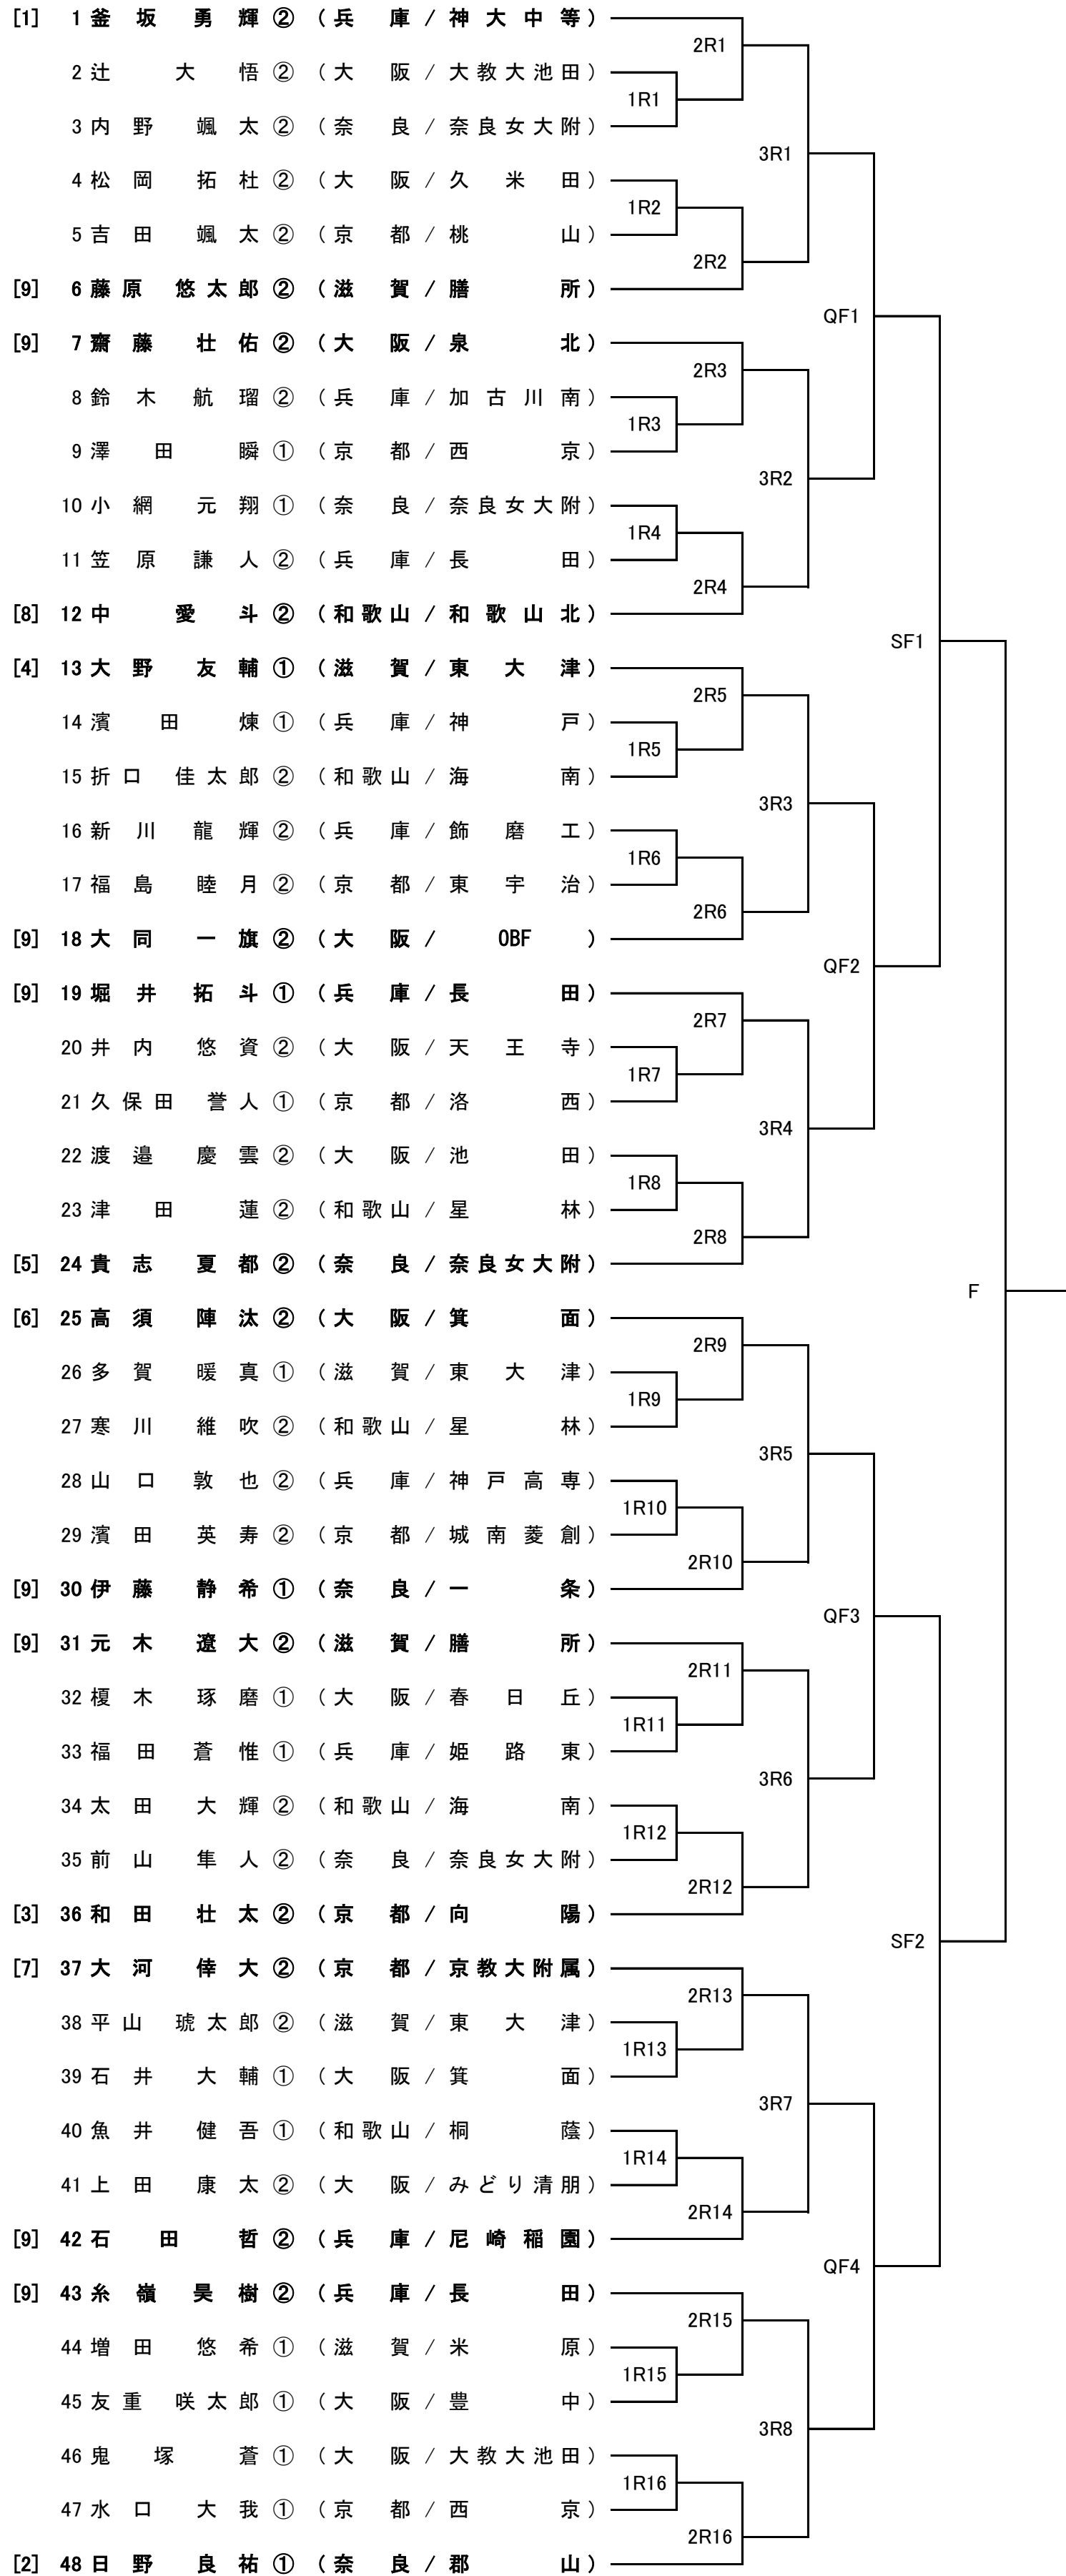 [1] 1 釜坂 勇輝 ② (兵庫/神大中等)
2R1
2 辻 大悟 ② (大阪/大教大池田)
1R1
3 内野 颯太 ② (奈良/奈良女大附)
3R1
4 松岡 拓杜 ② (大阪/久米田)
1R2
5 吉田 颯太 ② (京都/桃山)
2R2
[9] 6 藤原 悠太郎 ② (滋賀/膳所)
QF1
[9] 7 齋藤 壮佑 ② (大阪/泉北)
2R3
8 鈴木 航瑠 ② (兵庫/加古川南)
1R3
9 澤田 瞬 ① (京都/西京)
3R2
10 小網 元翔 ① (奈良/奈良女大附)
1R4
11 笠原 謙人 ② (兵庫/長田)
2R4
[8] 12 中 愛斗 ② (和歌山/和歌山北)
SF1
[4] 13 大野 友輔 ① (滋賀/東大津)
2R5
14 濱田 煉 ① (兵庫/神戸)
1R5
15 折口 佳太郎 ② (和歌山/海南)
3R3
16 新川 龍輝 ② (兵庫/飾磨工)
1R6
17 福島 睦月 ② (京都/東宇治)
2R6
[9] 18 大同 一旗 ② (大阪/OBF)
QF2
[9] 19 堀井 拓斗 ① (兵庫/長田)
2R7
20 井内 悠資 ② (大阪/天王寺)
1R7
21 久保田 誉人 ① (京都/洛西)
3R4
22 渡邉 慶雲 ② (大阪/池田)
1R8
23 津田 蓮 ② (和歌山/星林)
2R8
[5] 24 貴志 夏都 ② (奈良/奈良女大附)
F
[6] 25 高須 陣汰 ② (大阪/箕面)
2R9
26 多賀 暖真 ① (滋賀/東大津)
1R9
27 寒川 維吹 ② (和歌山/星林)
3R5
28 山口 敦也 ② (兵庫/神戸高専)
1R10
29 濱田 英寿 ② (京都/城南菱創)
2R10
[9] 30 伊藤 静希 ① (奈良/一条)
QF3
[9] 31 元木 遼大 ② (滋賀/膳所)
2R11
32 榎木 琢磨 ① (大阪/春日丘)
1R11
33 福田 蒼惟 ① (兵庫/姫路東)
3R6
34 太田 大輝 ② (和歌山/海南)
1R12
35 前山 隼人 ② (奈良/奈良女大附)
2R12
[3] 36 和田 壮太 ② (京都/向陽)
SF2
[7] 37 大河 倖大 ② (京都/京教大附属)
2R13
38 平山 琥太郎 ② (滋賀/東大津)
1R13
39 石井 大輔 ① (大阪/箕面)
3R7
40 魚井 健吾 ① (和歌山/桐蔭)
1R14
41 上田 康太 ② (大阪/みどり清朋)
2R14
[9] 42 石田 哲 ② (兵庫/尼崎稲園)
QF4
[9] 43 糸嶺 昊樹 ② (兵庫/長田)
2R15
44 増田 悠希 ① (滋賀/米原)
1R15
45 友重 咲太郎 ① (大阪/豊中)
3R8
46 鬼塚 蒼 ① (大阪/大教大池田)
1R16
47 水口 大我 ① (京都/西京)
2R16
[2] 48 日野 良祐 ① (奈良/郡山)